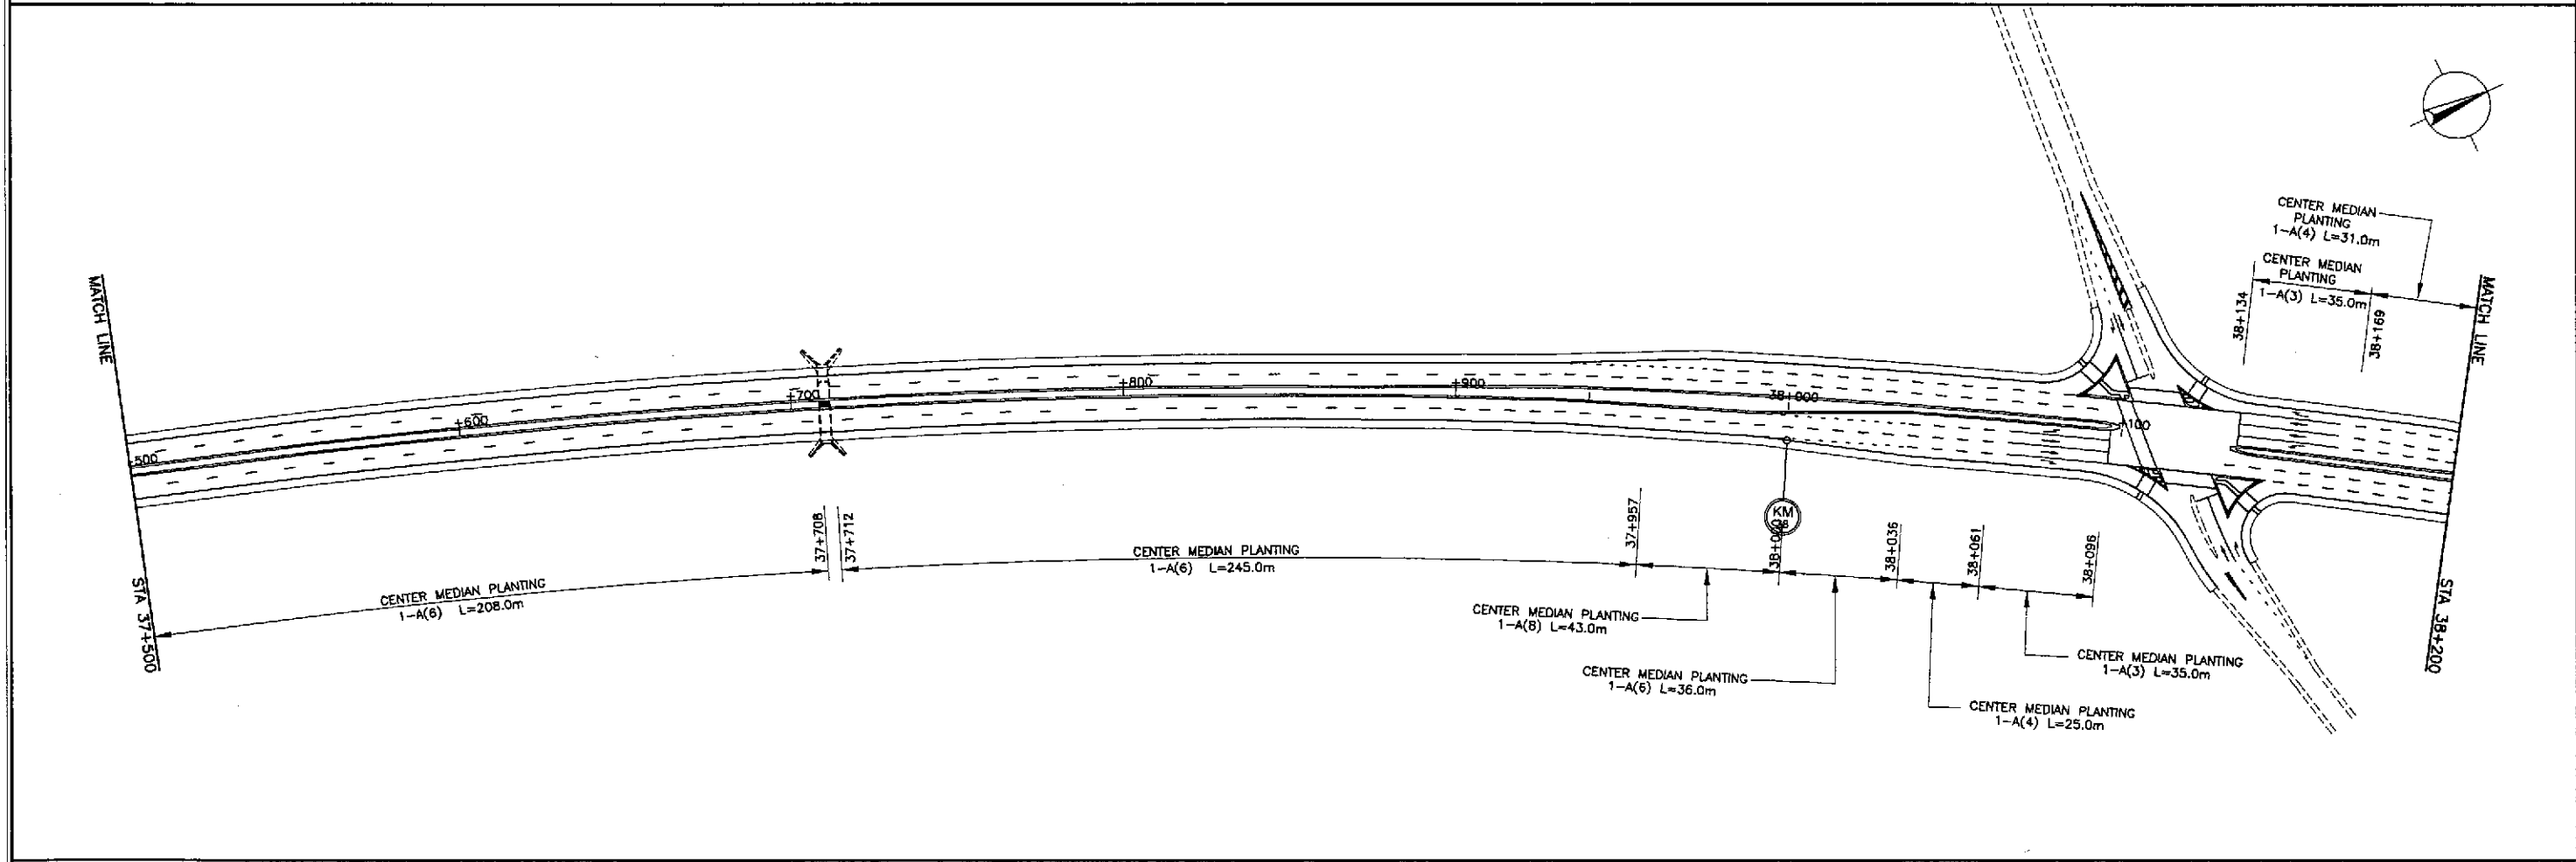 MATCH LINE
STA 37+500
+500
+600
+700
+800
+900
38+000
+100
37+708
37+712
37+957
38+000
38+036
38+061
38+096
38+134
38+169
KM
38
CENTER MEDIAN PLANTING
1-A(6) L=208.0m
CENTER MEDIAN PLANTING
1-A(6) L=245.0m
CENTER MEDIAN PLANTING
1-A(8) L=43.0m
CENTER MEDIAN PLANTING
1-A(6) L=36.0m
CENTER MEDIAN PLANTING
1-A(4) L=25.0m
CENTER MEDIAN PLANTING
1-A(3) L=35.0m
CENTER MEDIAN
PLANTING
1-A(4) L=31.0m
CENTER MEDIAN
PLANTING
1-A(3) L=35.0m
MATCH LINE
STA 38+200